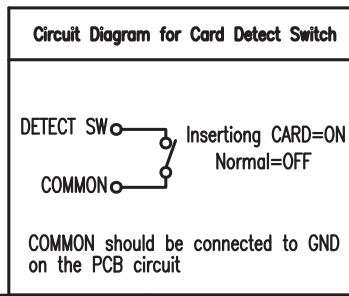 Circuit Diagram for Card Detect Switch
DETECT SW
Insertiong CARD=ON
Normal=OFF
COMMON
COMMON should be connected to GND
on the PCB circuit